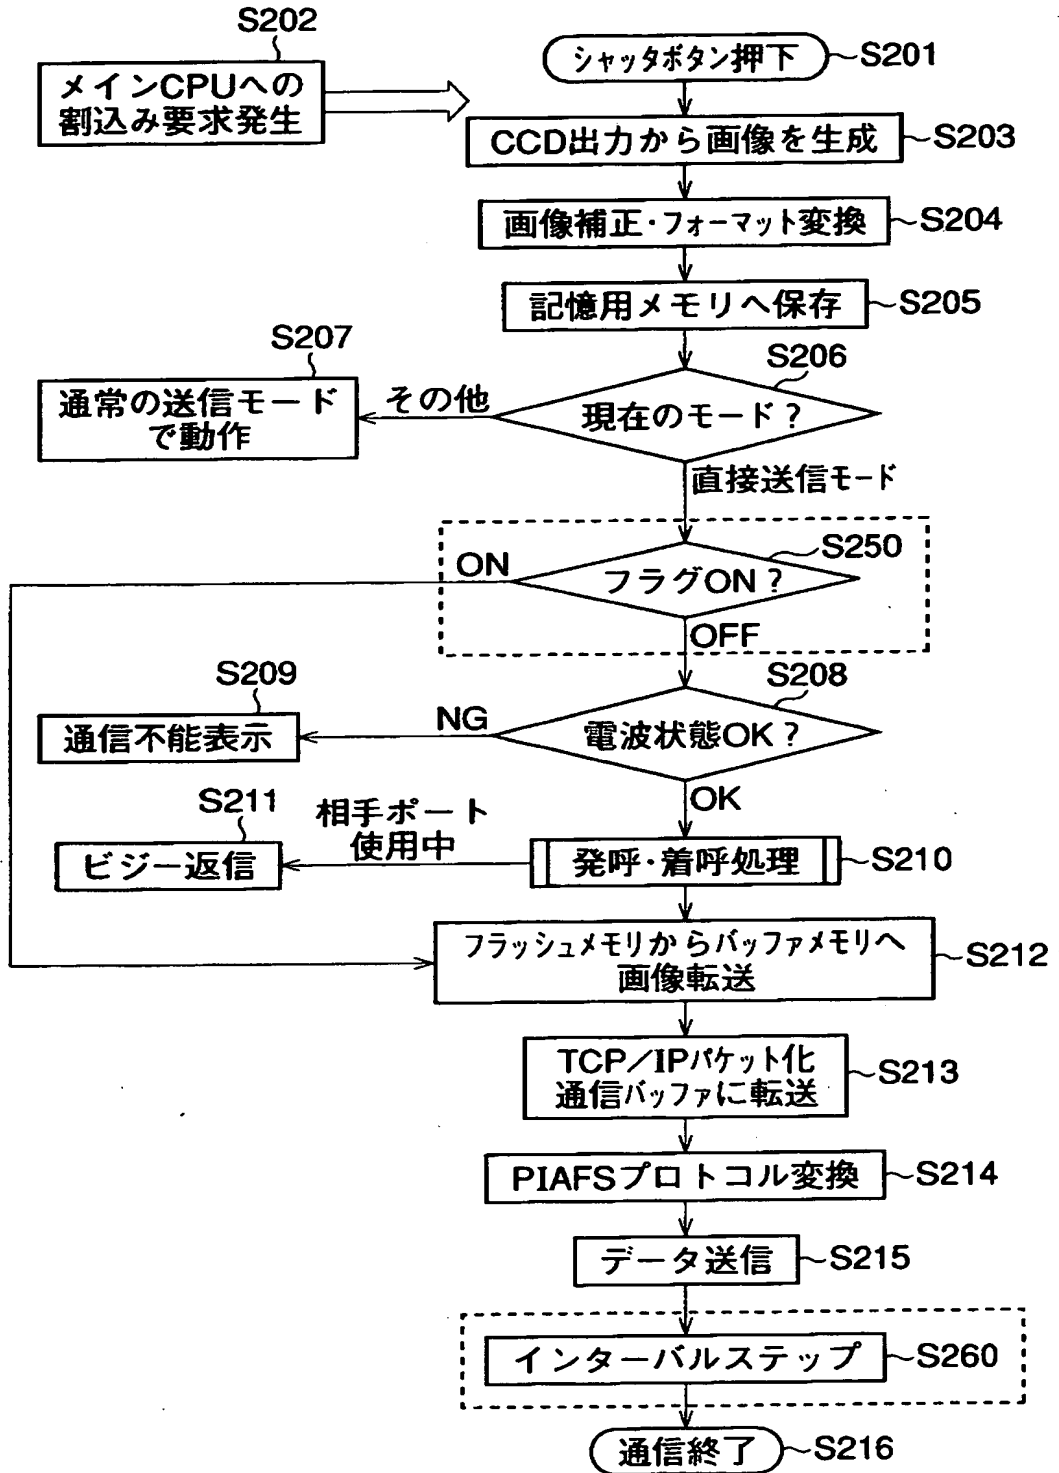 S202
メインCPUへの
割込み要求発生
シャッタボタン押下
S201
CCD出力から画像を生成
S203
画像補正・フォーマット変換
S204
記憶用メモリへ保存
S205
S206
現在のモード?
S207
その他
通常の送信モード
で動作
直接送信モード
S250
ON
フラグON?
OFF
S208
S209
NG
電波状態OK?
通信不能表示
OK
S211
相手ポート
使用中
ビジー返信
発呼・着呼処理
S210
フラッシュメモリからバッファメモリへ
画像転送
S212
TCP/IPパケット化
通信バッファに転送
S213
PIAFSプロトコル変換
S214
データ送信
S215
インターバルステップ
S260
通信終了
S216